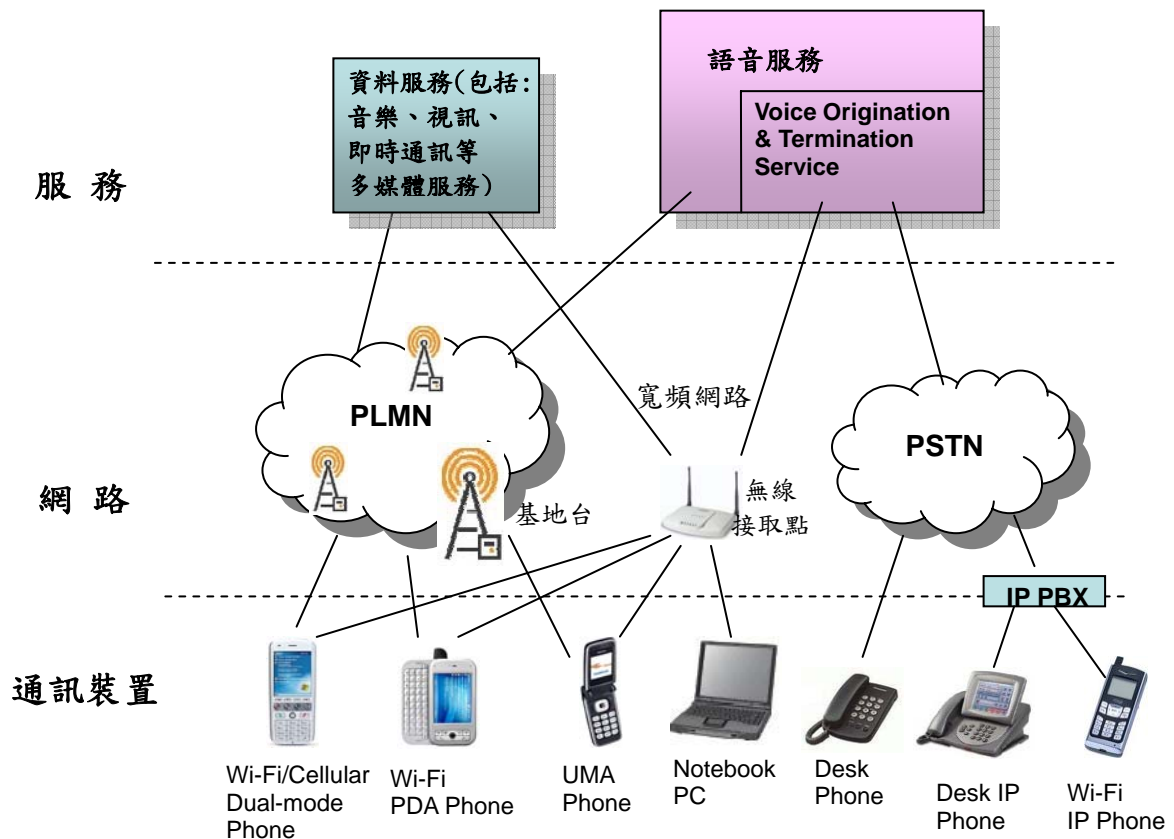 資料服務(包括:
音樂、視訊、
即時通訊等
多媒體服務)
語音服務
Voice Origination
& Termination
Service
服 務
PLMN
寬頻網路
PSTN
網 路
基地台
無線
接取點
IP PBX
通訊裝置
Wi-Fi/Cellular
Dual-mode
Phone
Wi-Fi
PDA Phone
UMA
Phone
Notebook
PC
Desk
Phone
Desk IP
Phone
Wi-Fi
IP Phone